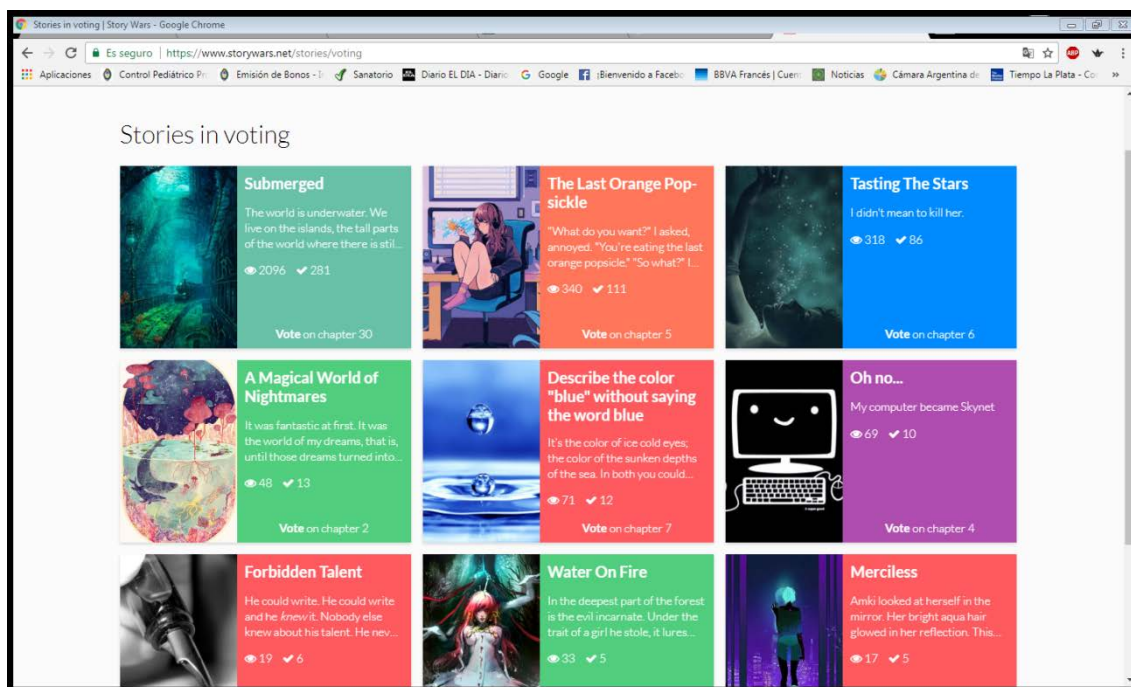 Stories in voting | Story Wars - Google Chrome
Es seguro | https://www.storywars.net/stories/voting
Aplicaciones Control Pediátrico Pr Emisión de Bonos - I Sanatorio Diario EL DIA - Diario Google ¡Bienvenido a Facebo BBVA Francés | Cuen Noticias Cámara Argentina de Tiempo La Plata - Co »
Stories in voting
Submerged
The world is underwater. We
live on the islands, the tall parts
of the world where there is stil...
2096 281
Vote on chapter 30
The Last Orange Pop-
sickle
"What do you want?" I asked,
annoyed. "You're eating the last
orange popsicle." "So what?" I...
340 111
Vote on chapter 5
Tasting The Stars
I didn't mean to kill her.
318 86
Vote on chapter 6
A Magical World of
Nightmares
It was fantastic at first. It was
the world of my dreams, that is,
until those dreams turned into...
48 13
Vote on chapter 2
Describe the color
"blue" without saying
the word blue
It's the color of ice cold eyes;
the color of the sunken depths
of the sea. In both you could...
71 12
Vote on chapter 7
Oh no...
My computer became Skynet
69 10
Vote on chapter 4
Forbidden Talent
He could write. He could write
and he knew it. Nobody else
knew about his talent. He nev...
19 6
Water On Fire
In the deepest part of the forest
is the evil incarnate. Under the
trait of a girl he stole, it lures...
33 5
Merciless
Amki looked at herself in the
mirror. Her bright aqua hair
glowed in her reflection. This...
17 5